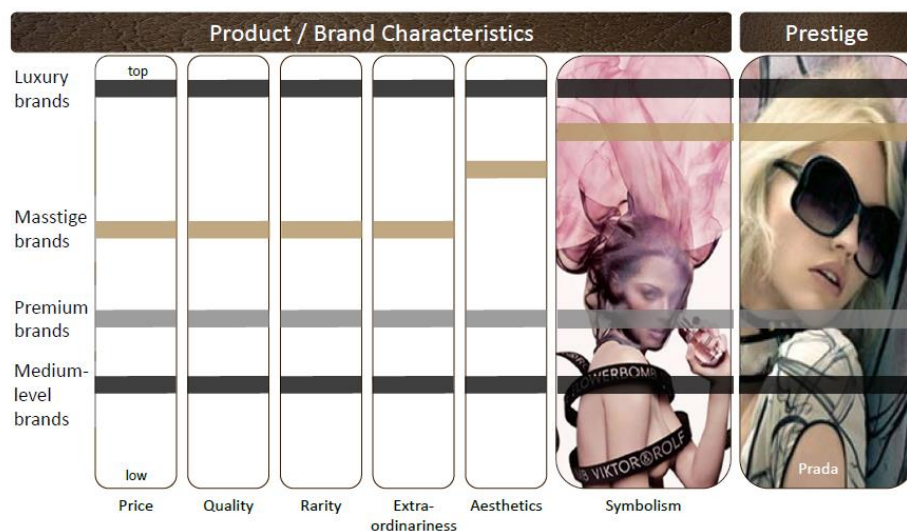 Product / Brand Characteristics
Prestige
Luxury
brands
top
Masstige
brands
Premium
brands
Medium-
level
brands
LOWERBOMB
VIKTOR&ROLF
low
Prada
Price
Quality
Rarity
Extra-
ordinariness
Aesthetics
Symbolism